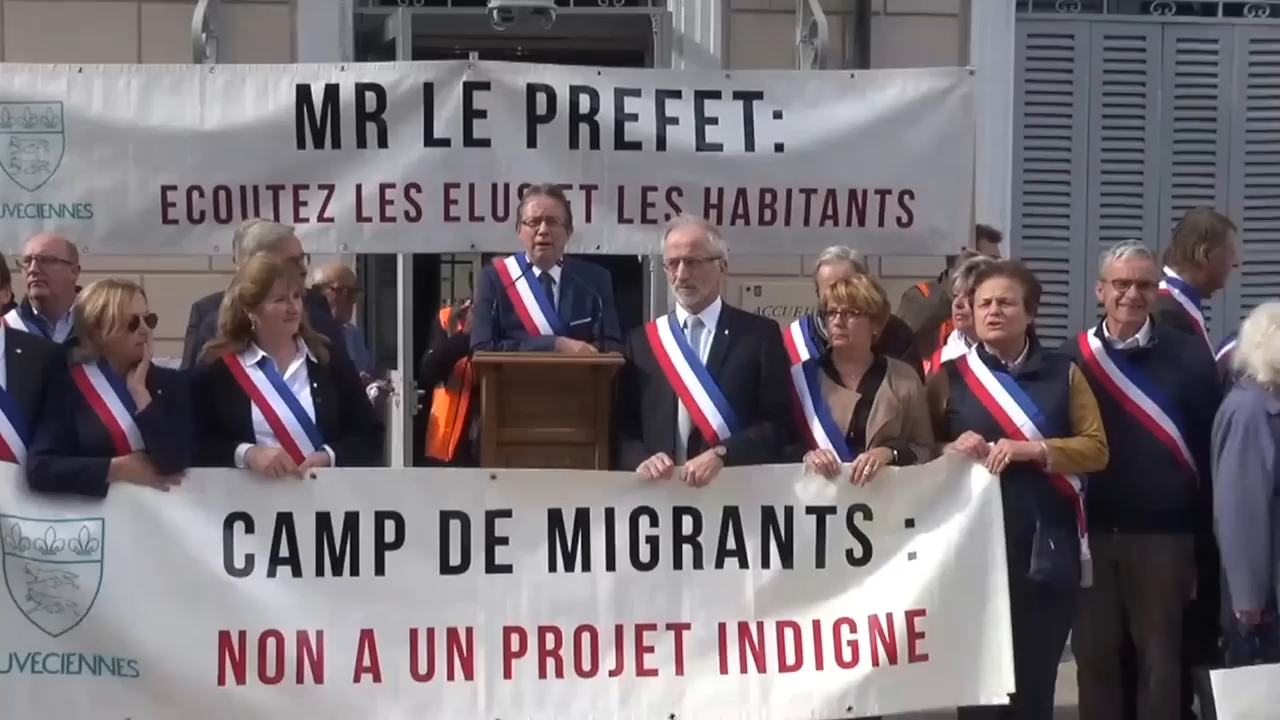 MR LE PREFET:
ECOUTEZ LES ELUS ET LES HABITANTS
UVECIENNES
ACCUEIL
CAMP DE MIGRANTS :
NON A UN PROJET INDIGNE
UVECIENNES